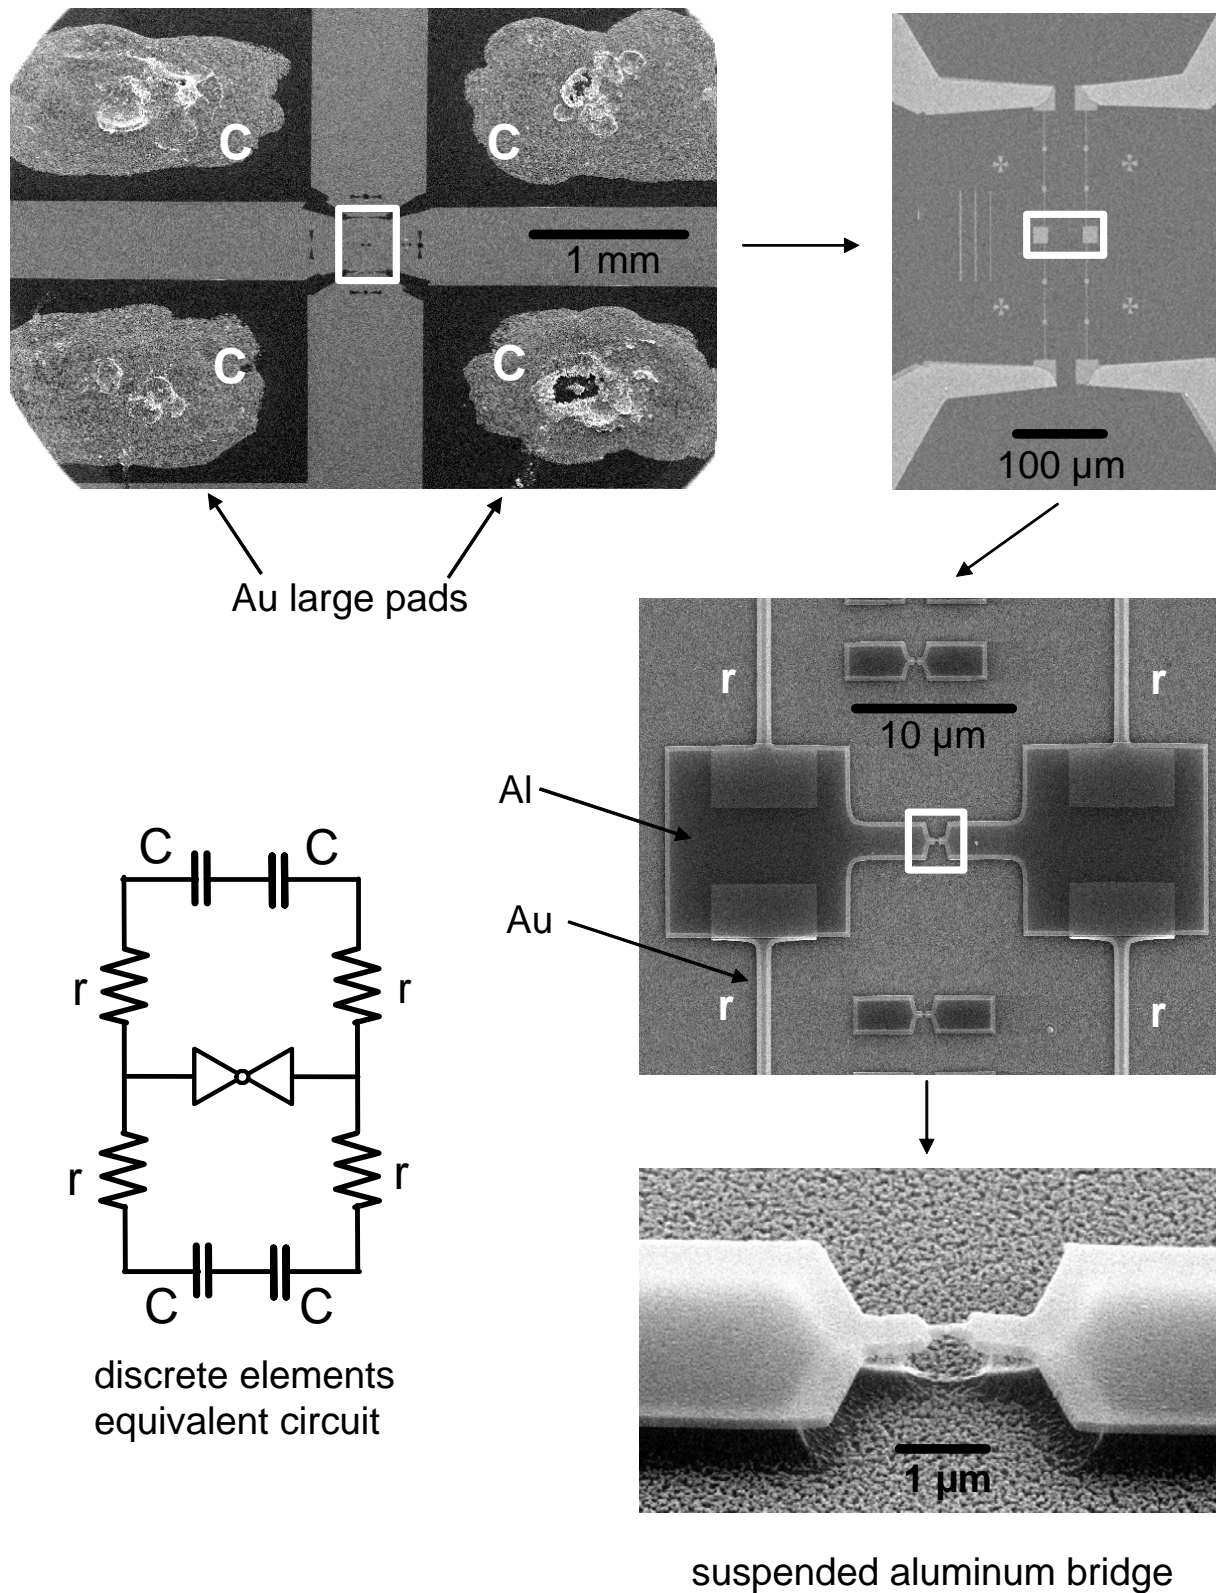 C
C
1 mm
C
C
100 µm
Au large pads
r
r
10 µm
Al
Au
r
r
C
C
r
r
r
r
C
C
discrete elements
equivalent circuit
1 µm
suspended aluminum bridge